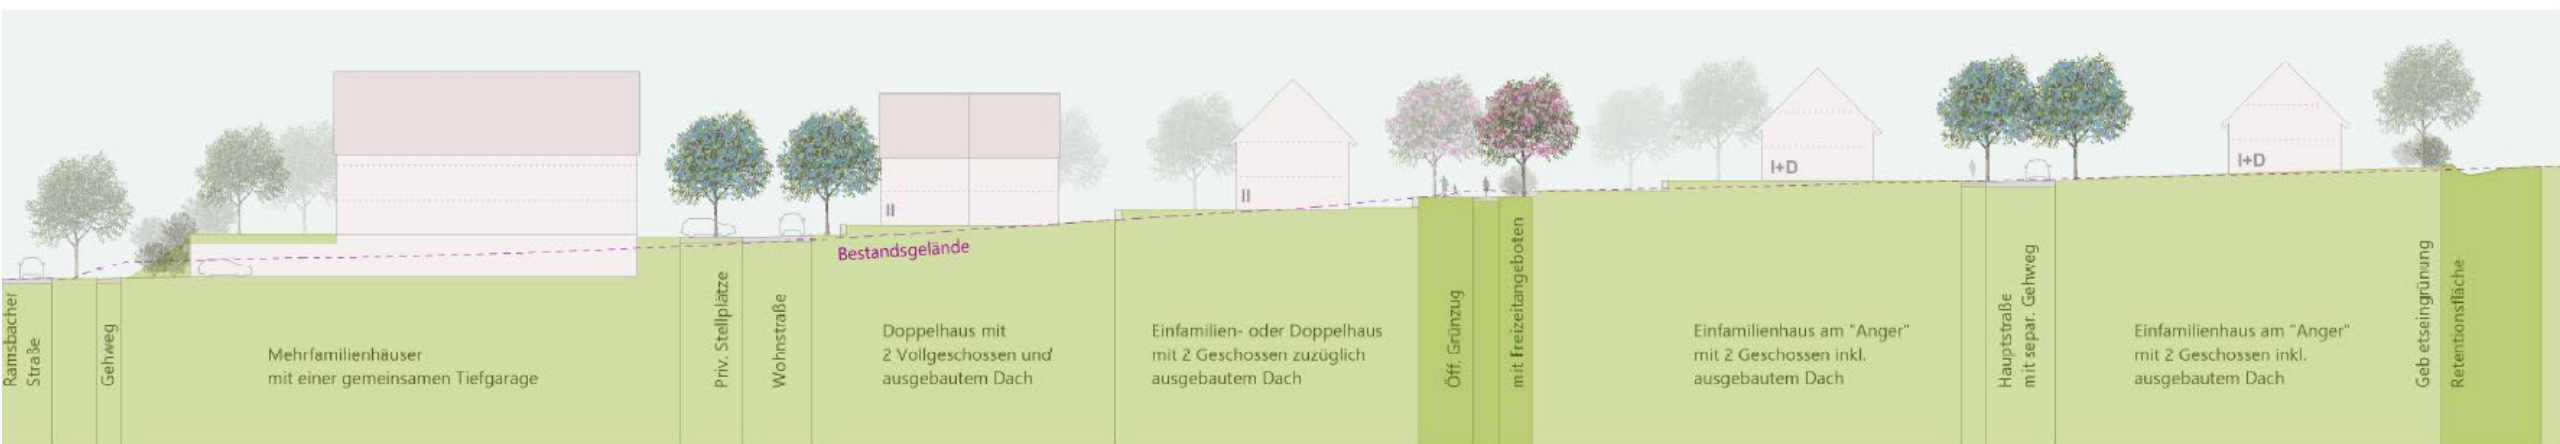 Ramsbacher
Straße
Gehweg
Mehrfamilienhäuser
mit einer gemeinsamen Tiefgarage
Priv. Stellplätze
Wohnstraße
Bestandsgelände
II
Doppelhaus mit
2 Vollgeschossen und
ausgebautem Dach
II
Einfamilien- oder Doppelhaus
mit 2 Geschossen zuzüglich
ausgebautem Dach
Öff. Grünzug
mit Freizeitangeboten
I+D
Einfamilienhaus am "Anger"
mit 2 Geschossen inkl.
ausgebautem Dach
Hauptstraße
mit separ. Gehweg
I+D
Einfamilienhaus am "Anger"
mit 2 Geschossen inkl.
ausgebautem Dach
Gebietseingrünung
Retentionsfläche